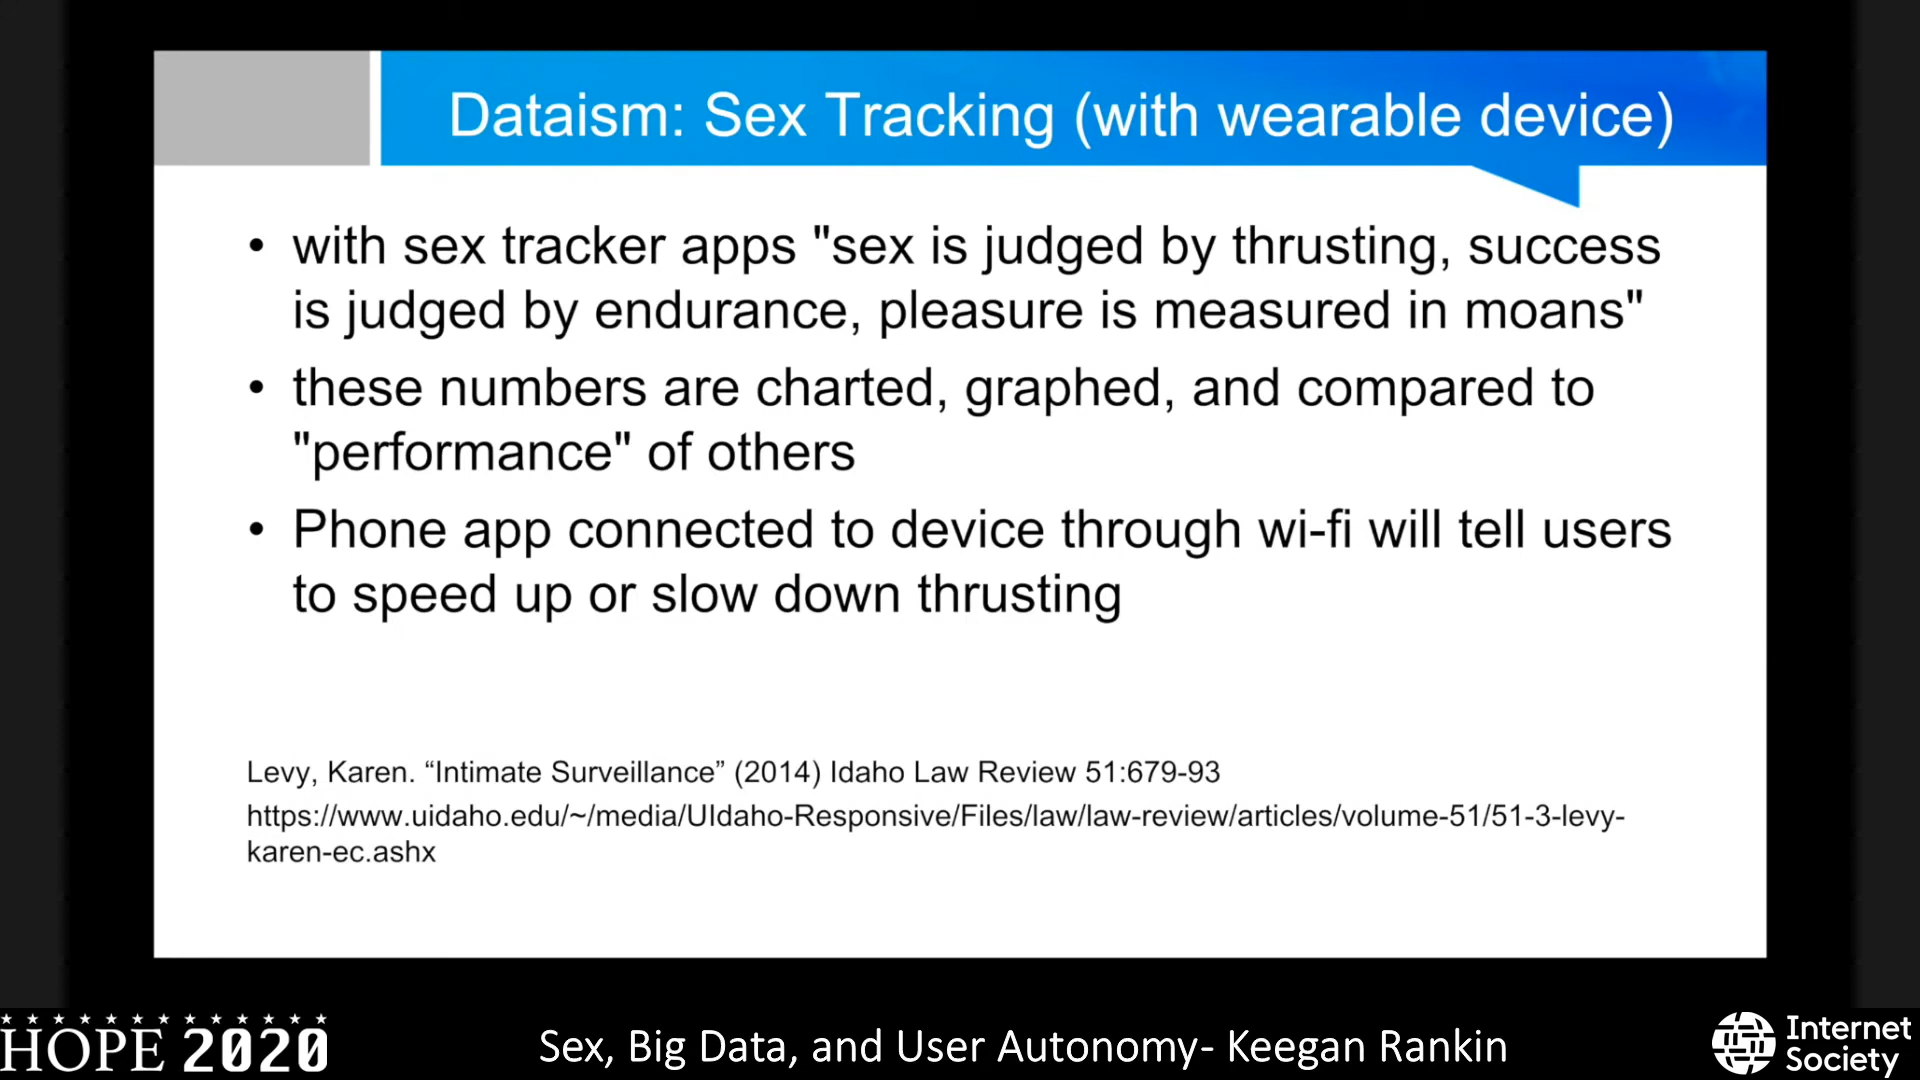 Dataism: Sex Tracking (with wearable device)
• with sex tracker apps "sex is judged by thrusting, success
is judged by endurance, pleasure is measured in moans"
• these numbers are charted, graphed, and compared to
"performance" of others
• Phone app connected to device through wi-fi will tell users
to speed up or slow down thrusting
Levy, Karen. “Intimate Surveillance” (2014) Idaho Law Review 51:679-93
https://www.uidaho.edu/~/media/UIdaho-Responsive/Files/law/law-review/articles/volume-51/51-3-levy-
karen-ec.ashx
HOPE 2020
Sex, Big Data, and User Autonomy- Keegan Rankin
Internet
Society